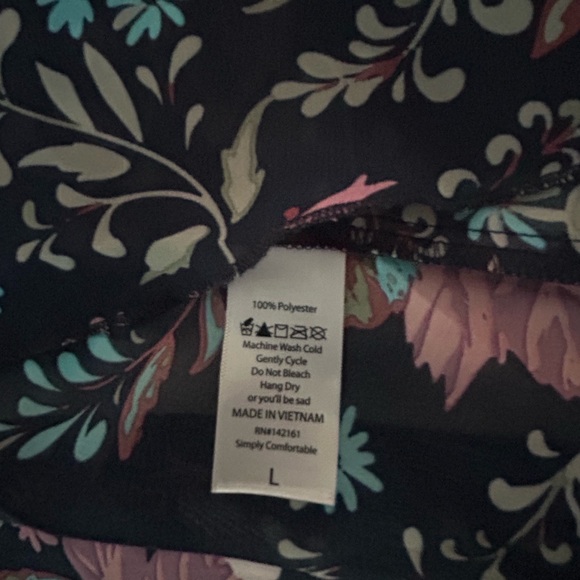 100% Polyester
Machine Wash Cold
Gently Cycle
Do Not Bleach
Hang Dry
or you'll be sad
MADE IN VIETNAM
RN#142161
Simply Comfortable
L